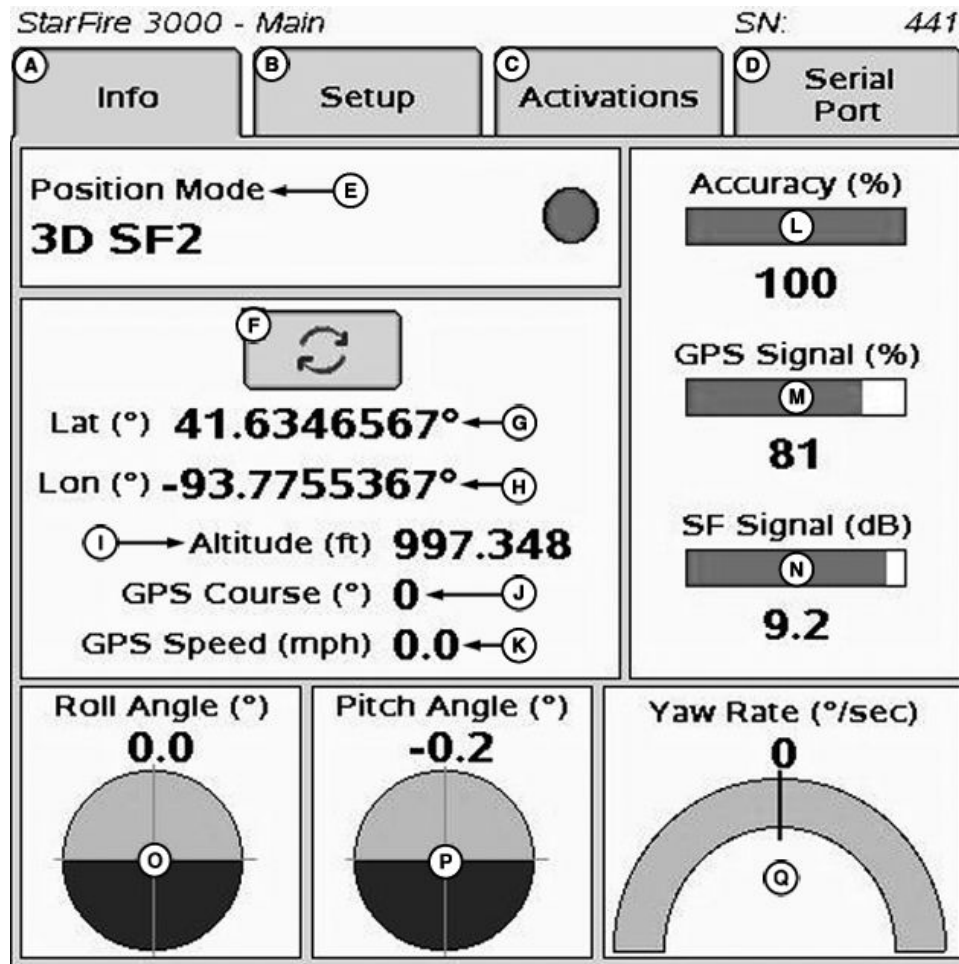 StarFire 3000 - Main SN: 441
A Info B Setup C Activations D Serial Port
Position Mode E
3D SF2
Accuracy (%)
L
100
GPS Signal (%)
M
81
SF Signal (dB)
N
9.2
F
Lat (°) 41.6346567° G
Lon (°) -93.7755367° H
I Altitude (ft) 997.348
GPS Course (°) 0 J
GPS Speed (mph) 0.0 K
Roll Angle (°)
0.0
O
Pitch Angle (°)
-0.2
P
Yaw Rate (°/sec)
0
Q